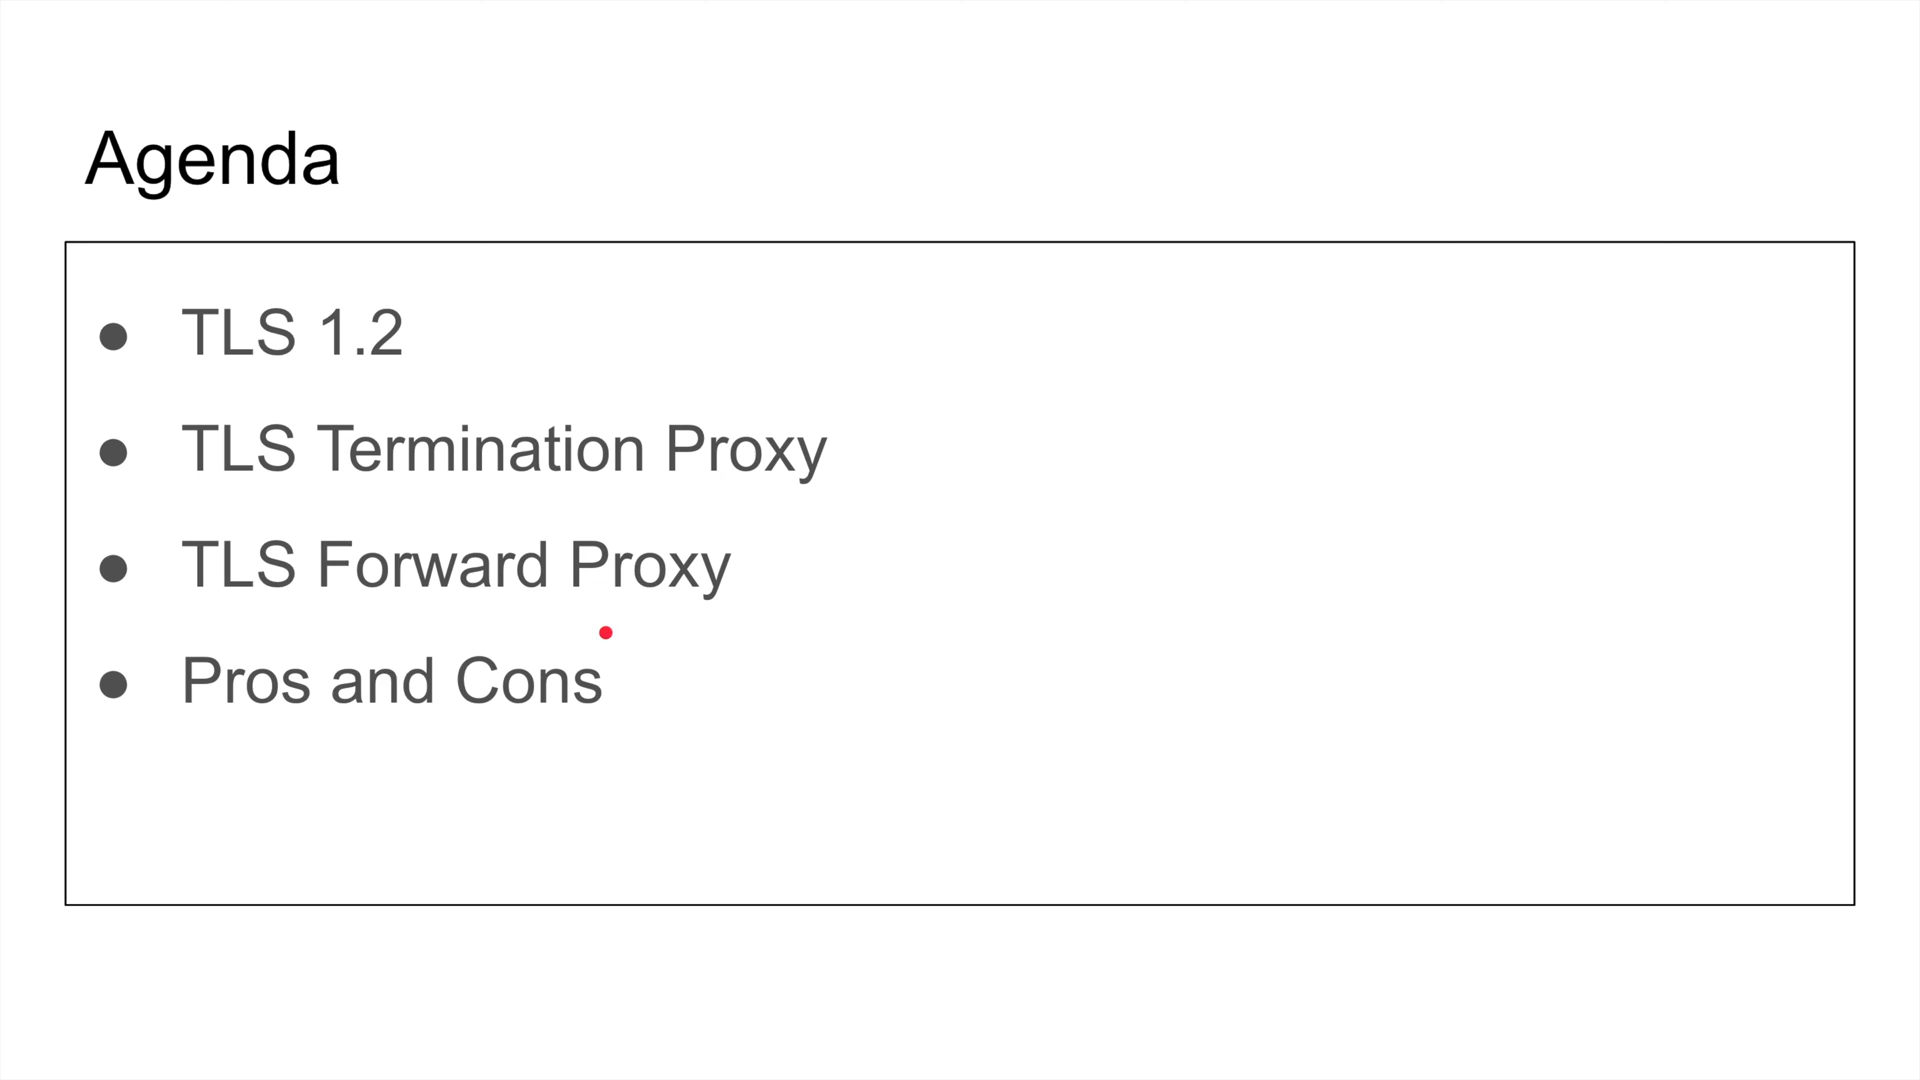 Agenda
● TLS 1.2
● TLS Termination Proxy
● TLS Forward Proxy
● Pros and Cons